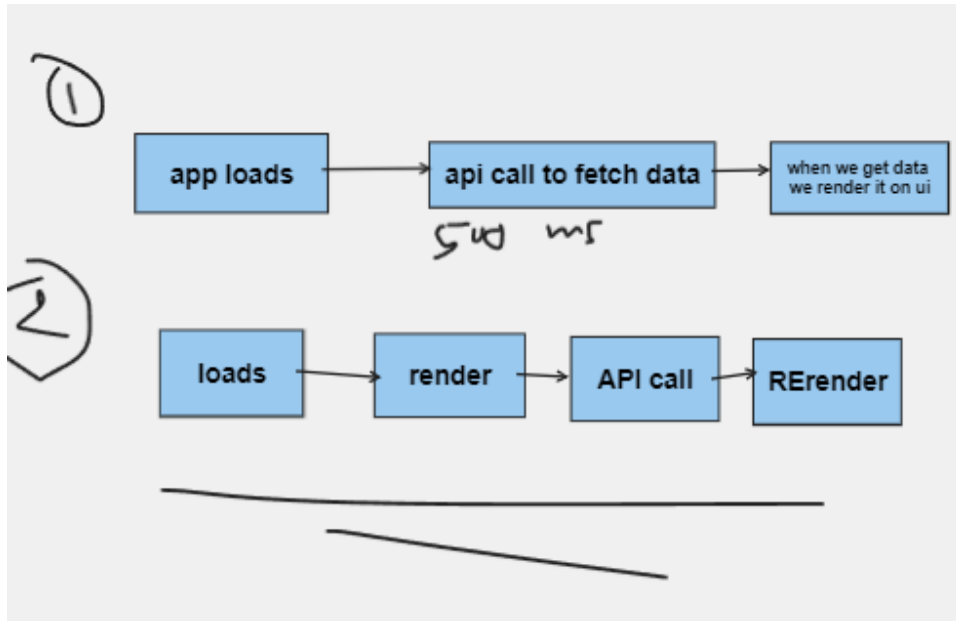 1
app loads
api call to fetch data
when we get data
we render it on ui
500 ms
2
loads
render
API call
RErender